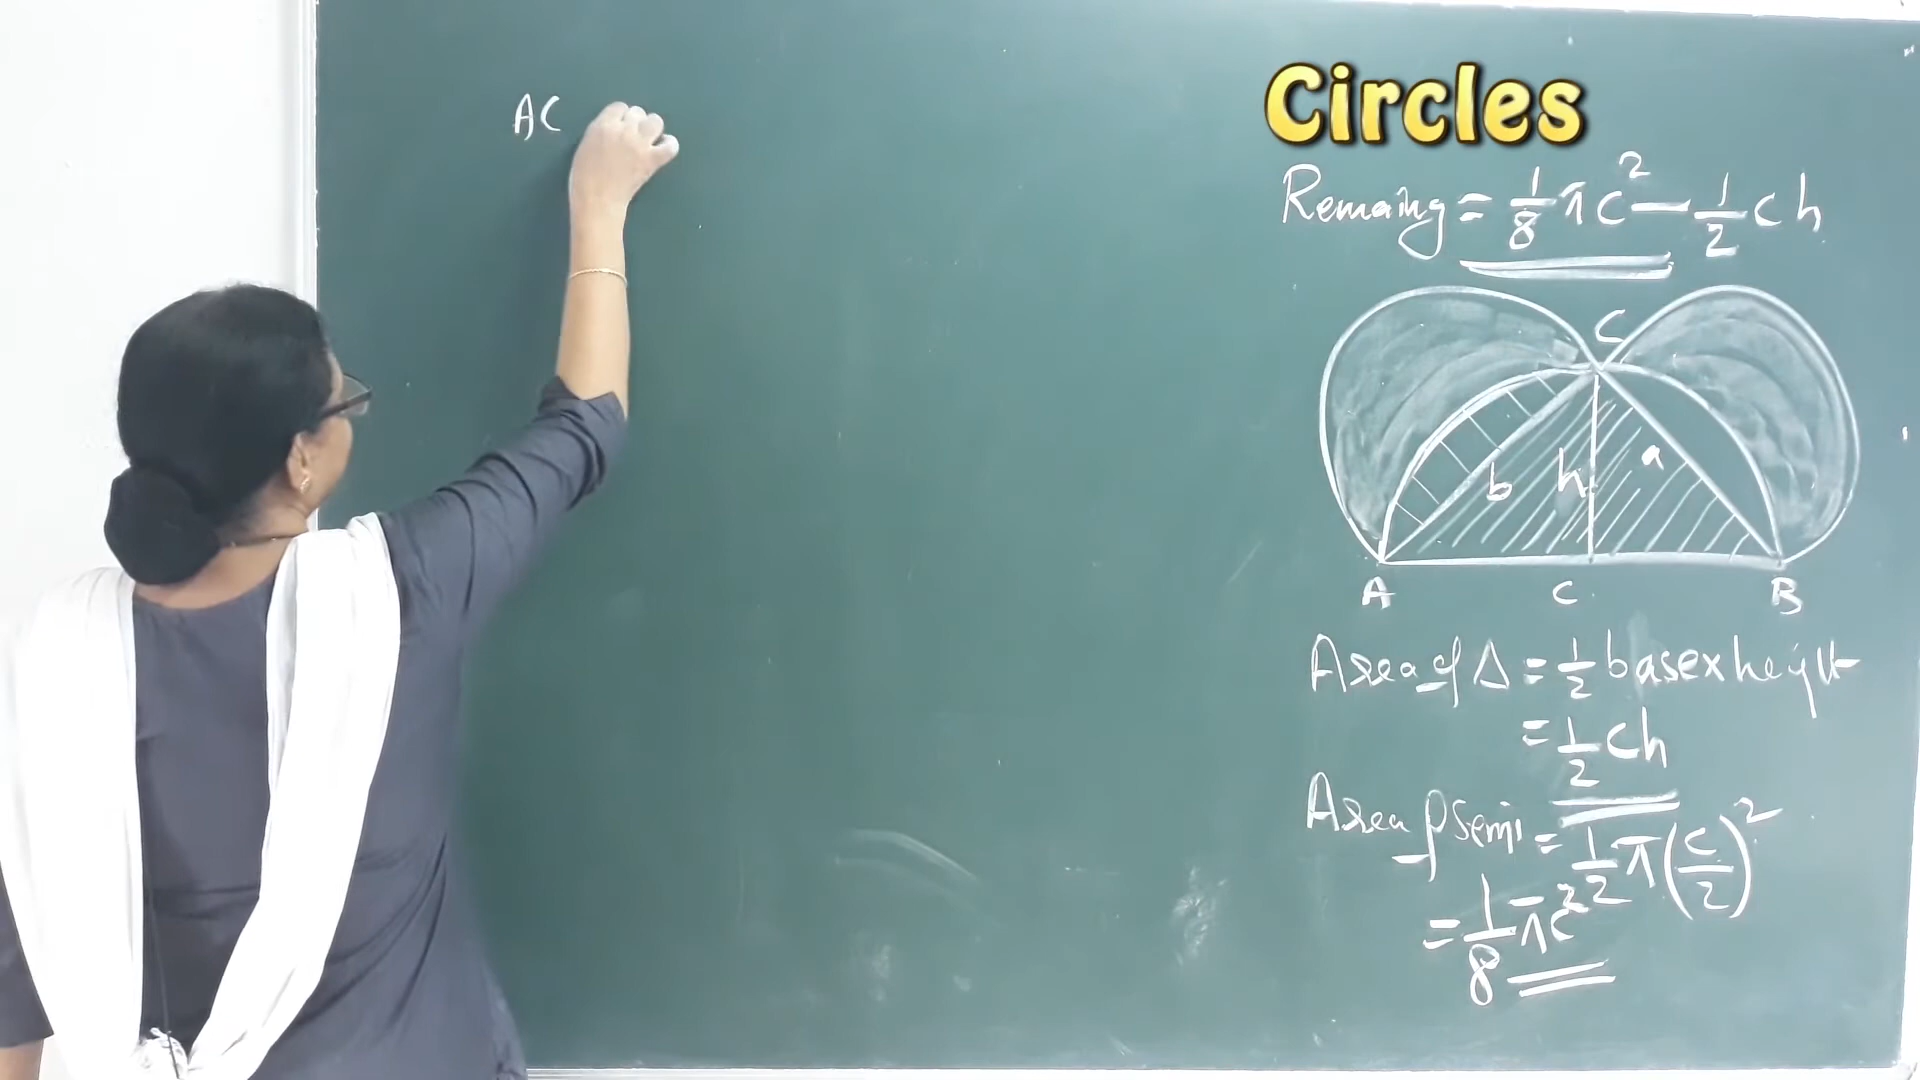 AC
Circles
Remaing = 1/8 πc² - 1/2 c h
C
b h a
A C B
Area of Δ = 1/2 base x height
= 1/2 ch
Area of Semi = 1/2 π (c/2)²
= 1/8 πc²